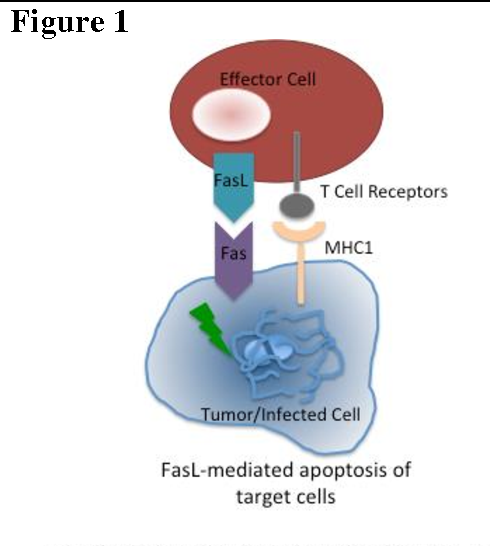 Figure 1
Effector Cell
FasL
T Cell Receptors
Fas
MHC1
Tumor/Infected Cell
FasL-mediated apoptosis of
target cells